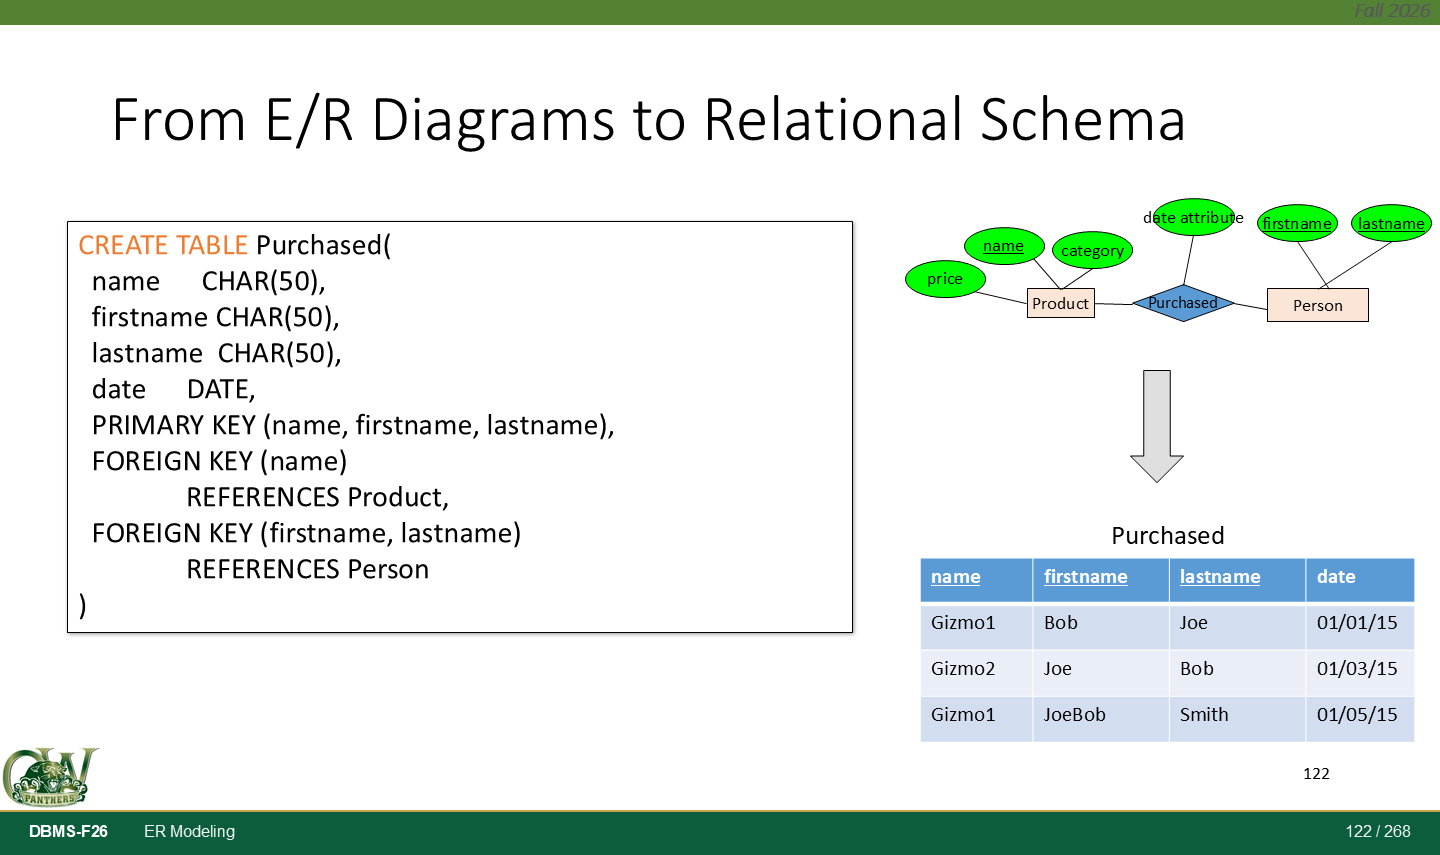 Fall 2026
From E/R Diagrams to Relational Schema
CREATE TABLE Purchased(
name CHAR(50),
firstname CHAR(50),
lastname CHAR(50),
date DATE,
PRIMARY KEY (name, firstname, lastname),
FOREIGN KEY (name)
REFERENCES Product,
FOREIGN KEY (firstname, lastname)
REFERENCES Person
)
date attribute
firstname
lastname
name
category
price
Product
Purchased
Person
Purchased
name firstname lastname date
Gizmo1 Bob Joe 01/01/15
Gizmo2 Joe Bob 01/03/15
Gizmo1 JoeBob Smith 01/05/15
122
OW
PANTHERS
DBMS-F26 ER Modeling 122 / 268